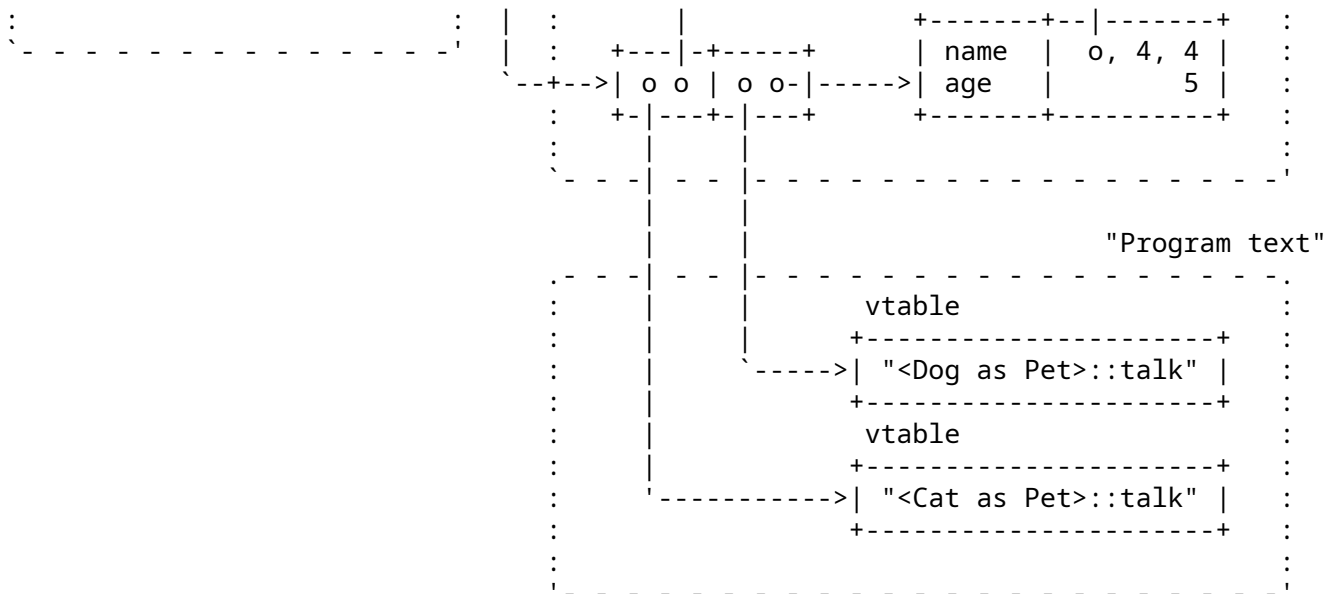 name | o, 4, 4
o o | o o
age | 5
"Program text"
vtable
"<Dog as Pet>::talk"
vtable
"<Cat as Pet>::talk"